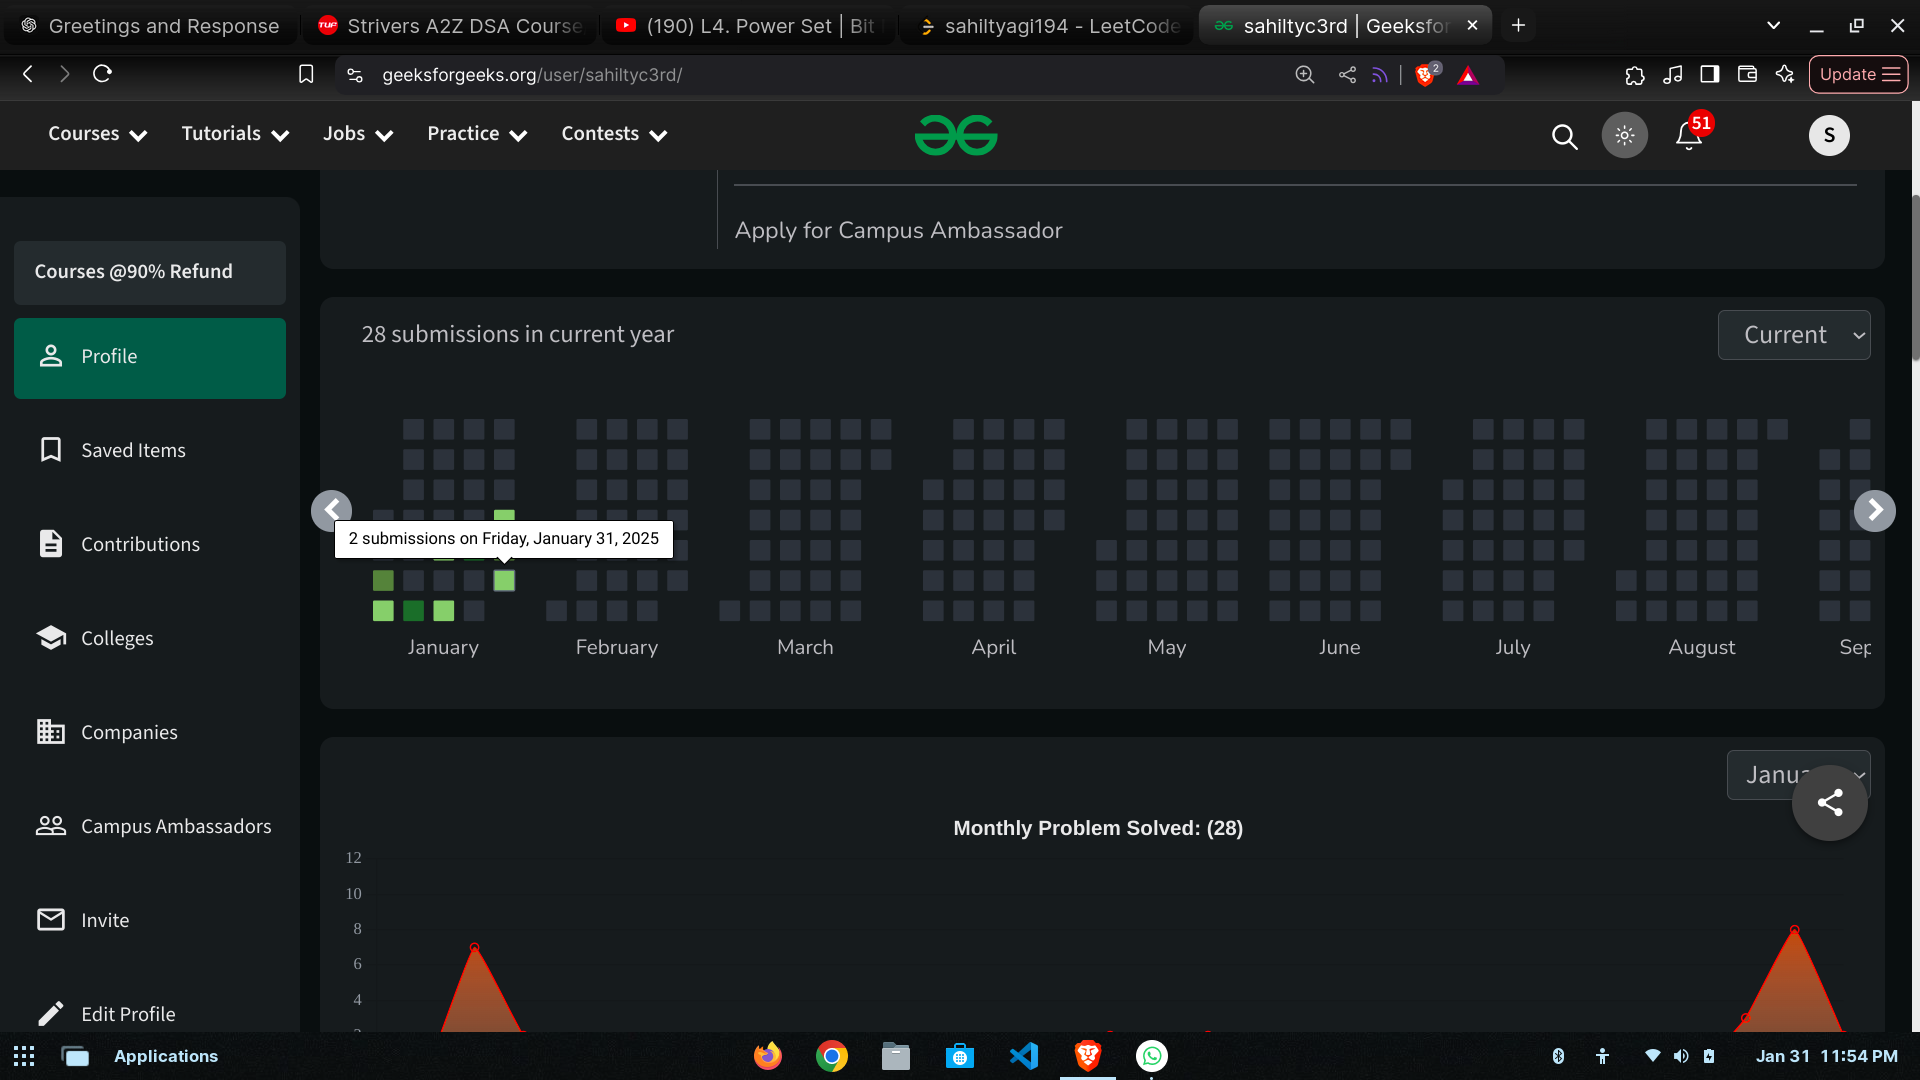 Greetings and Response
Strivers A2Z DSA Course
(190) L4. Power Set | Bit
sahiltyagi194 - LeetCode
sahiltyc3rd | Geeksfor
geeksforgeeks.org/user/sahiltyc3rd/
2
Update
Courses
Tutorials
Jobs
Practice
Contests
51
S
Apply for Campus Ambassador
Courses @90% Refund
Profile
Saved Items
Contributions
Colleges
Companies
Campus Ambassadors
Invite
Edit Profile
28 submissions in current year
Current
2 submissions on Friday, January 31, 2025
January
February
March
April
May
June
July
August
Sep
Janua
Monthly Problem Solved: (28)
12
10
8
6
4
Applications
Jan 31 11:54 PM